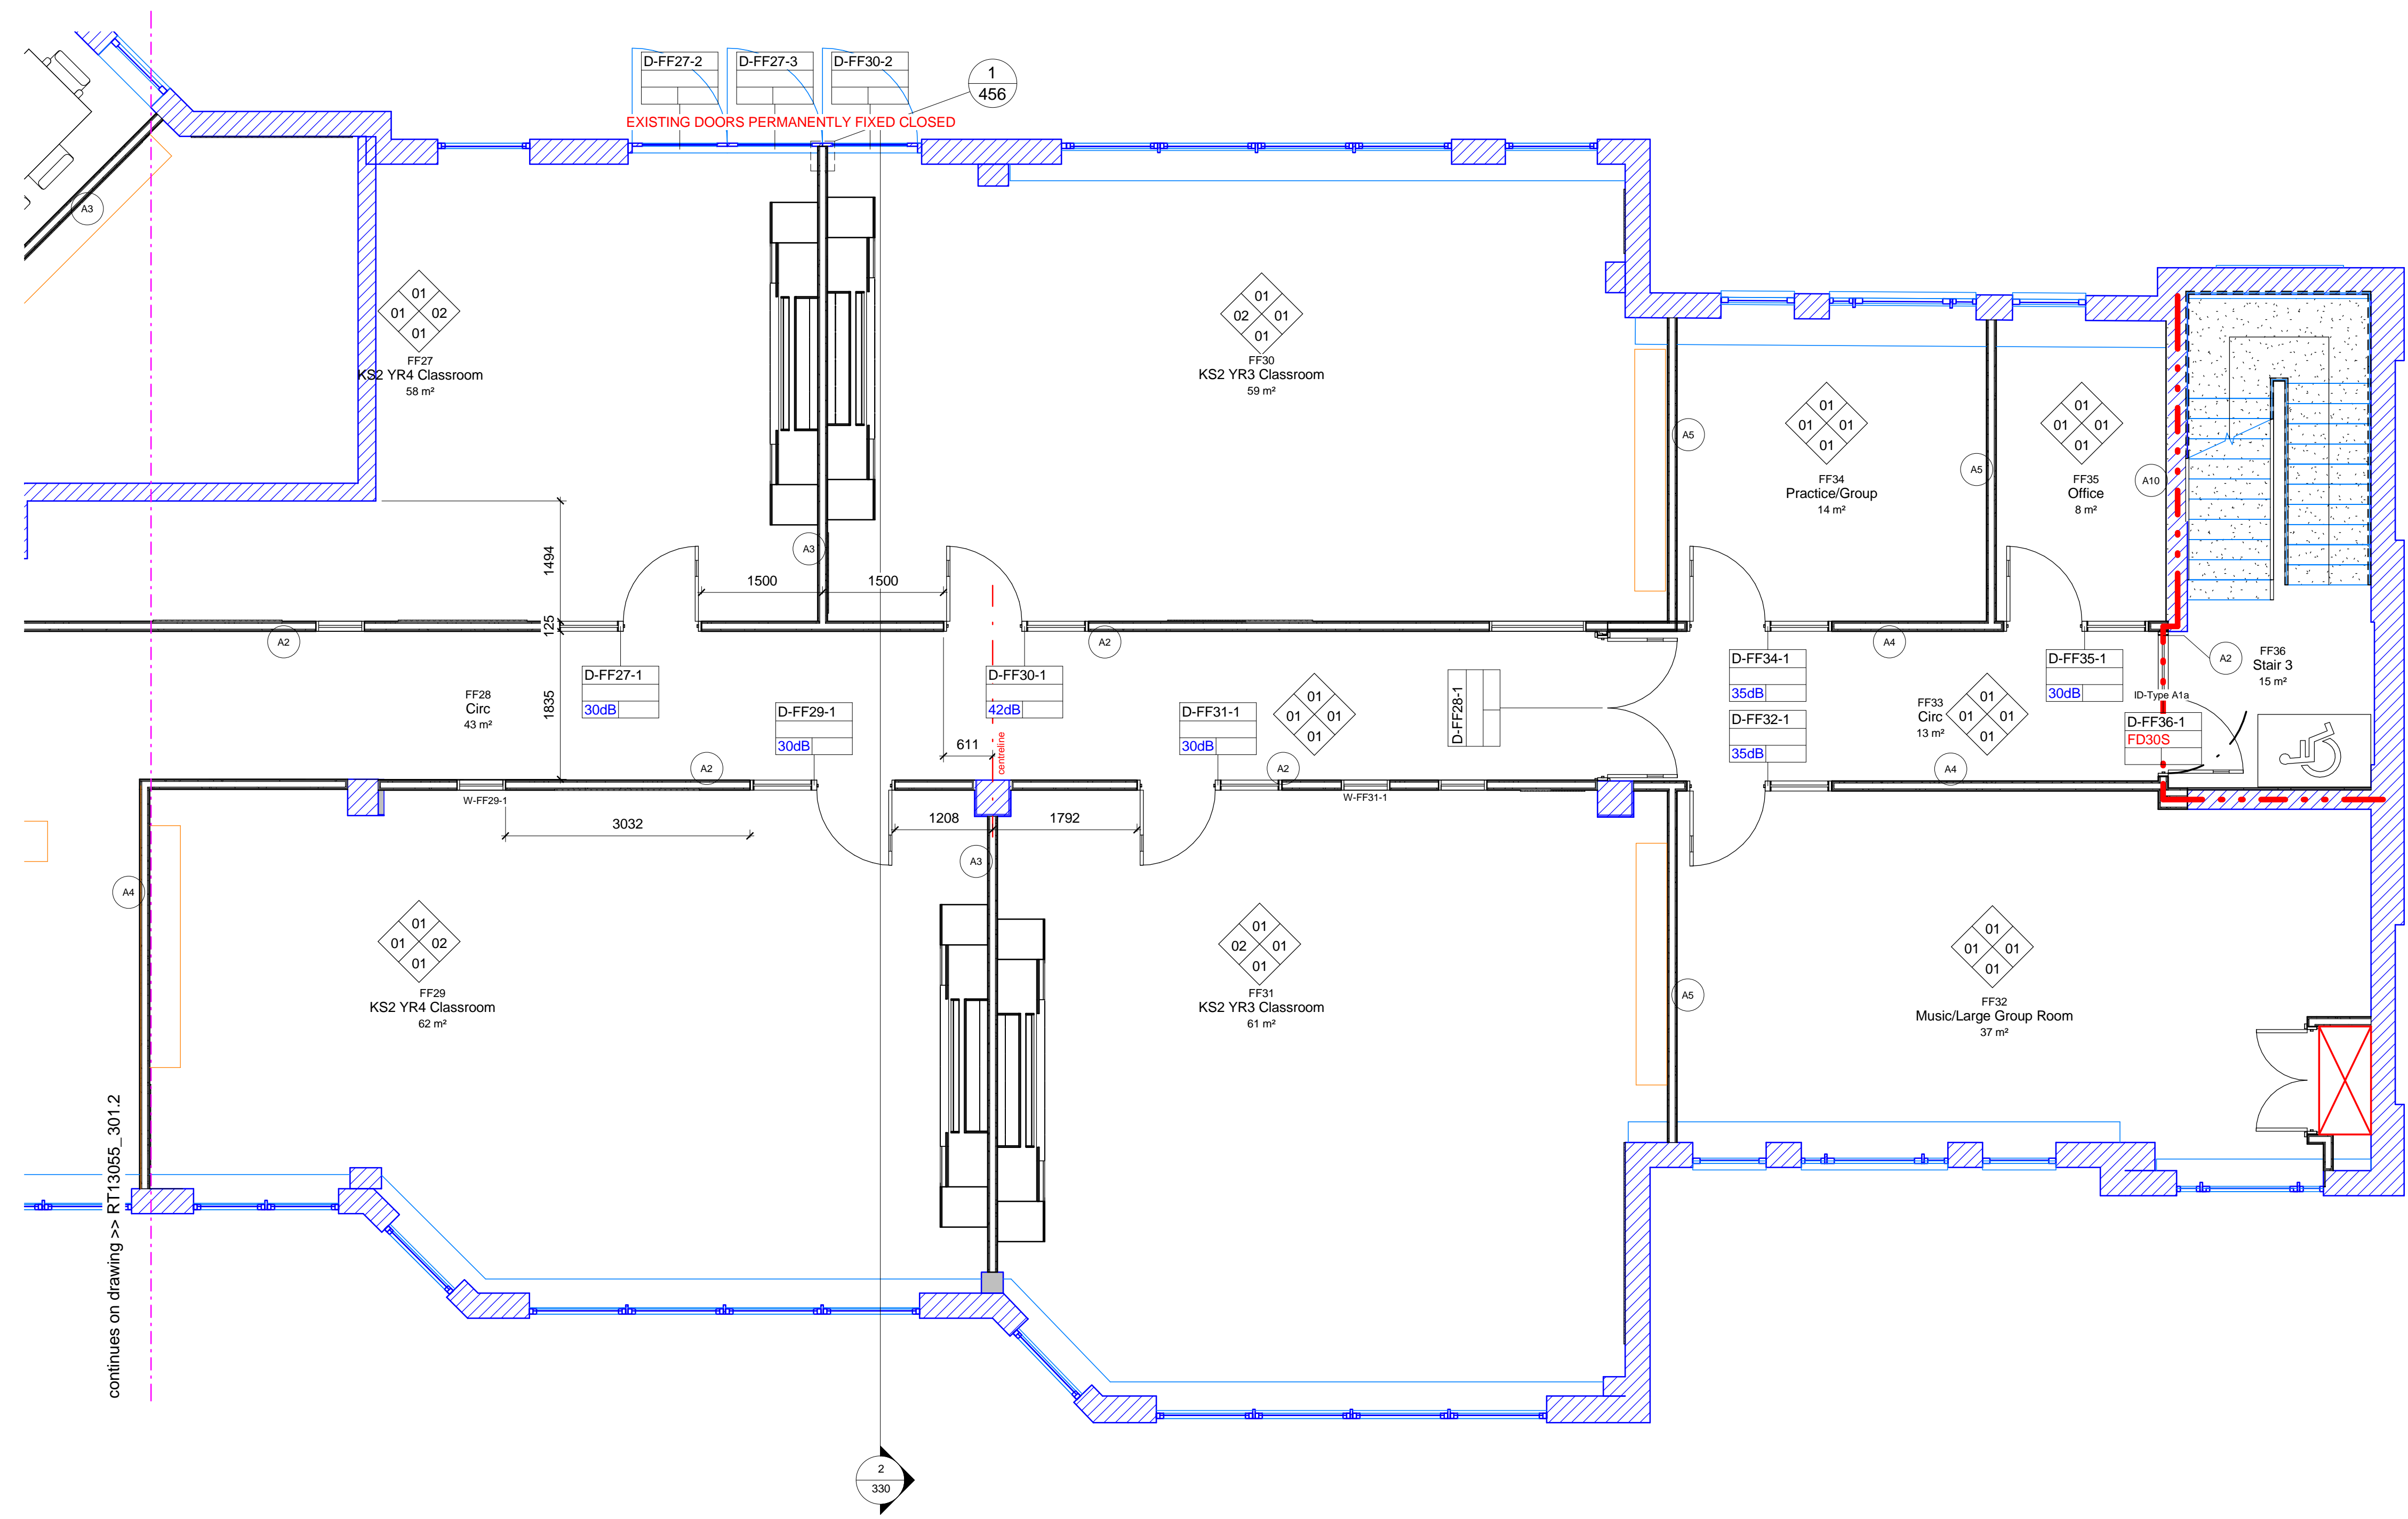 D-FF27-2
D-FF27-3
D-FF30-2
1
456
EXISTING DOORS PERMANENTLY FIXED CLOSED
A3
01
01 02
01
FF27
KS2 YR4 Classroom
58 m²
01
02 01
01
FF30
KS2 YR3 Classroom
59 m²
01
01 01
01
FF34
Practice/Group
14 m²
01
01 01
01
FF35
Office
8 m²
A5
A5
A10
A3
1494
125
1835
1500
1500
A2
A2
A4
A2
D-FF27-1
30dB
D-FF29-1
30dB
D-FF30-1
42dB
D-FF31-1
30dB
D-FF28-1
D-FF34-1
35dB
D-FF32-1
35dB
D-FF35-1
30dB
FF36
Stair 3
15 m²
ID-Type A1a
D-FF36-1
FD30S
FF28
Circ
43 m²
01
01 01
01
FF33
Circ
13 m²
01
01 01
01
611
centreline
A2
A2
A4
W-FF29-1
W-FF31-1
3032
1208
1792
A3
A4
A5
01
01 02
01
FF29
KS2 YR4 Classroom
62 m²
01
02 01
01
FF31
KS2 YR3 Classroom
61 m²
01
01 01
01
FF32
Music/Large Group Room
37 m²
continues on drawing >> RT13055_301.2
2
330